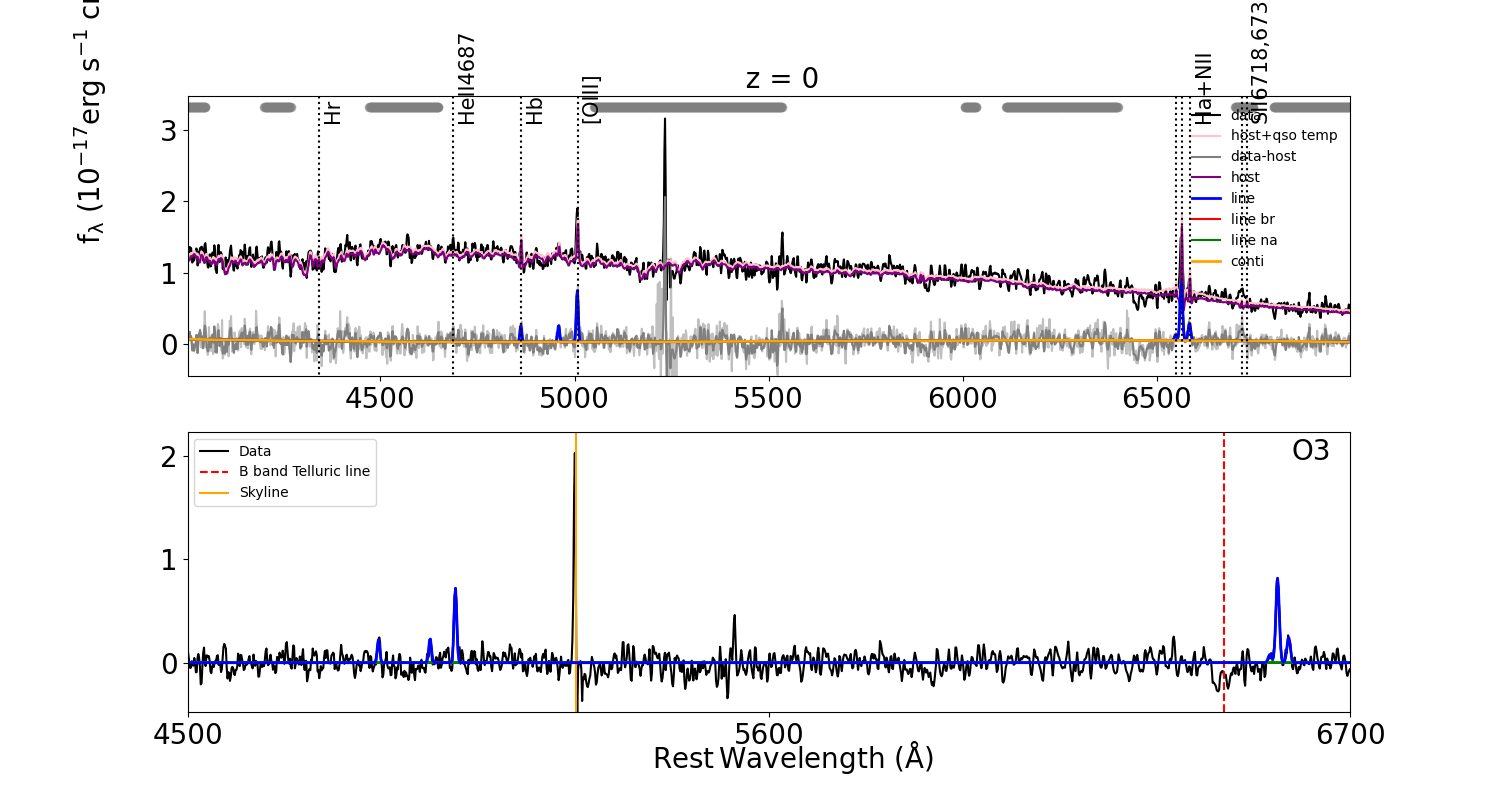 z = 0
fλ (10⁻¹⁷erg s⁻¹ c
Hr
HeII4687
Hb
[OIII]
Ha+NII
SII6718,673
data
host+qso temp
data-host
host
line
line br
line na
conti
3
2
1
0
4500 5000 5500 6000 6500
Data
B band Telluric line
Skyline
O3
2
1
0
4500 5600 6700
Rest Wavelength (Å)